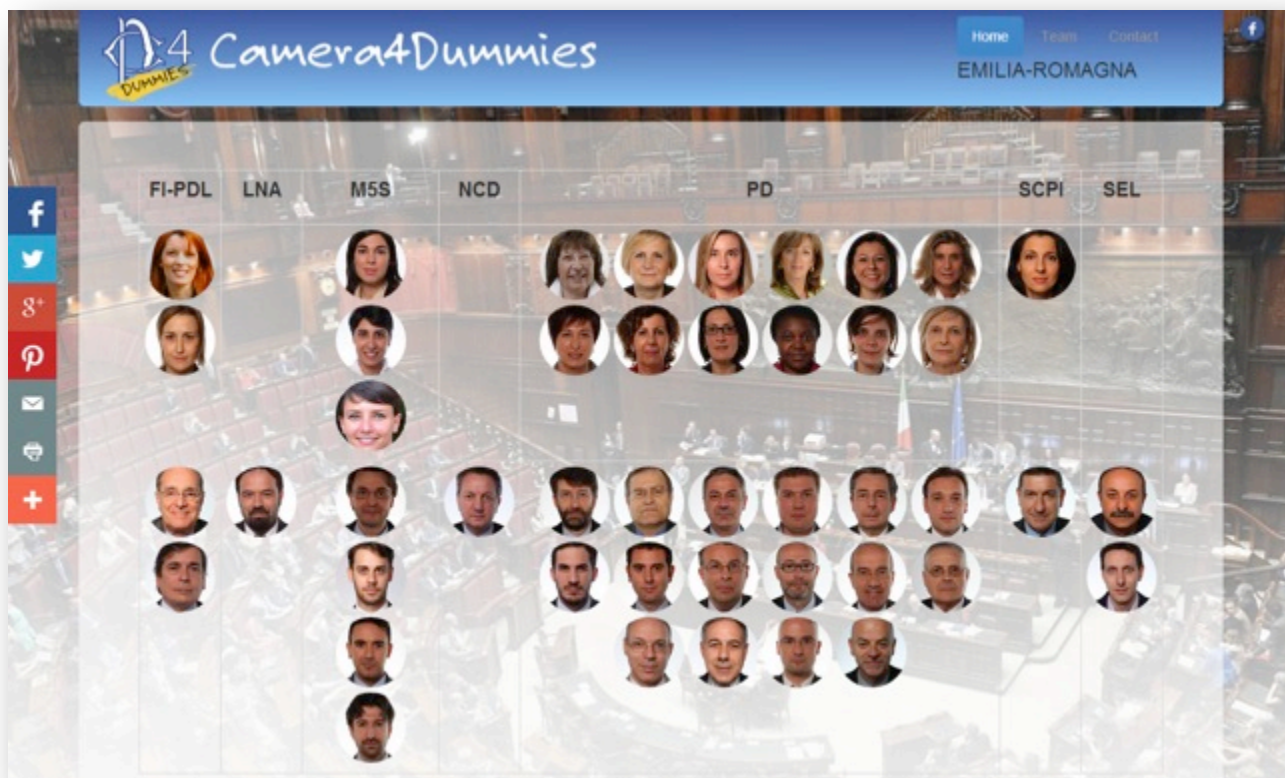 4 DUMMIES
Camera4Dummies
Home Team Contact
EMILIA-ROMAGNA
FI-PDL LNA M5S NCD PD SCPI SEL